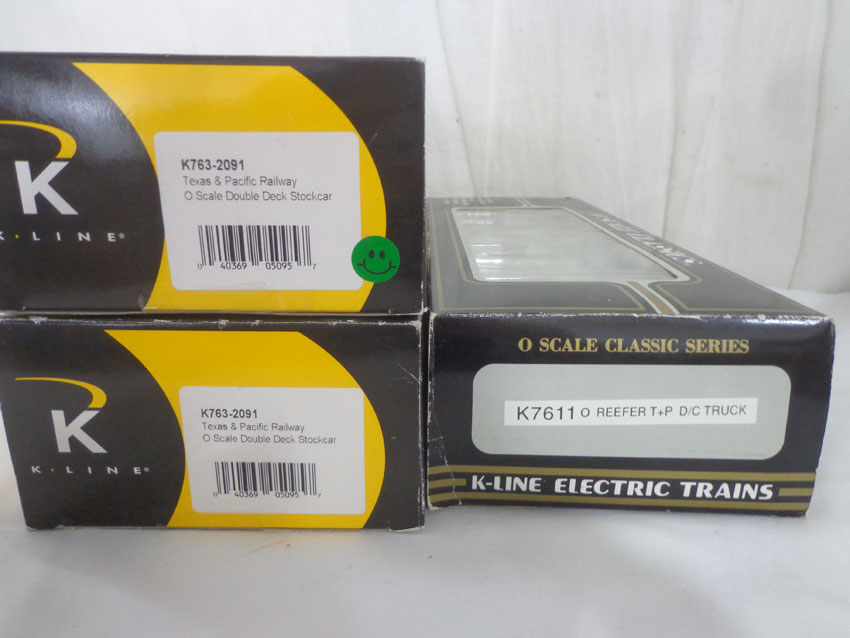 K
K·LINE®
K763-2091
Texas & Pacific Railway
O Scale Double Deck Stockcar
0 40369 05095 7
K
K·LINE®
K763-2091
Texas & Pacific Railway
O Scale Double Deck Stockcar
0 40369 05095 7
O SCALE CLASSIC SERIES
K7611 O REEFER T+P D/C TRUCK
K-LINE ELECTRIC TRAINS